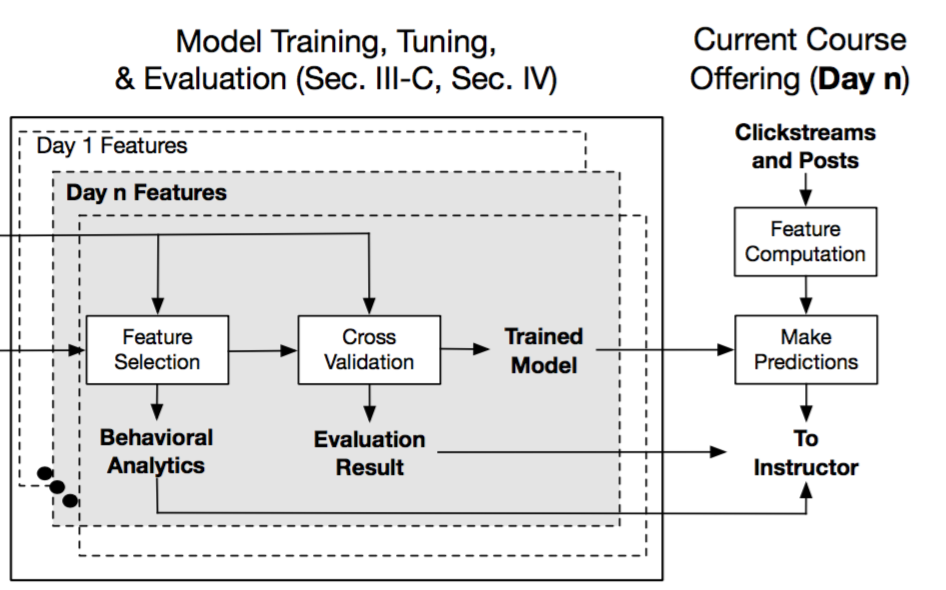 Model Training, Tuning,
& Evaluation (Sec. III-C, Sec. IV)
Current Course
Offering (Day n)
Day 1 Features
Day n Features
Feature
Selection
Cross
Validation
Trained
Model
Behavioral
Analytics
Evaluation
Result
Clickstreams
and Posts
Feature
Computation
Make
Predictions
To
Instructor